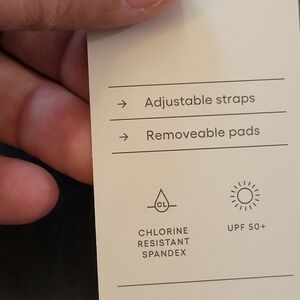 → Adjustable straps
→ Removeable pads
CL
CHLORINE
RESISTANT
SPANDEX
UPF 50+